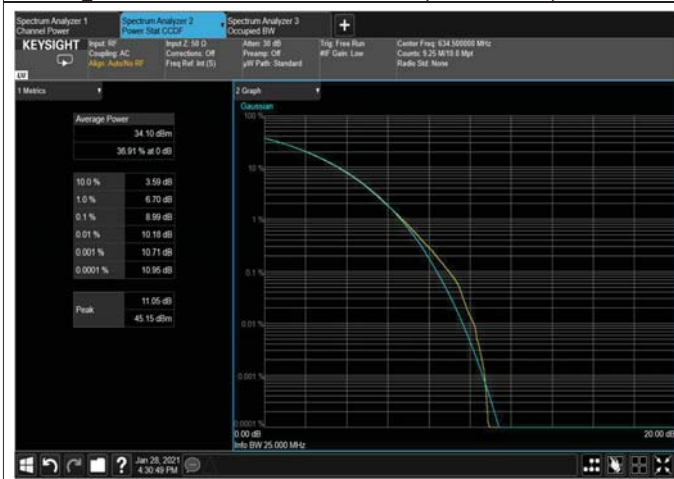 Spectrum Analyzer 1
Channel Power
Spectrum Analyzer 2
Power Stat CCDF
Spectrum Analyzer 3
Occupied BW
+
KEYSIGHT
Input: RF
Coupling: AC
Align: Auto/No RF
Input Z: 50 Ω
Corrections: Off
Freq Ref: Int (S)
Atten: 30 dB
Preamp: Off
µW Path: Standard
Trig: Free Run
#IF Gain: Low
Center Freq: 634.500000 MHz
Counts: 9.25 M/10.0 Mpt
Radio Std: None
LV
1 Metrics
Average Power
34.10 dBm
36.91 % at 0 dB
10.0 % 3.59 dB
1.0 % 6.70 dB
0.1 % 8.99 dB
0.01 % 10.18 dB
0.001 % 10.71 dB
0.0001 % 10.95 dB
Peak
11.05 dB
45.15 dBm
2 Graph
Gaussian
100 %
10 %
1 %
0.1 %
0.01 %
0.001 %
0.0001 %
0.00 dB
20.00 dB
Info BW 25.000 MHz
?
Jan 28, 2021
4:30:49 PM